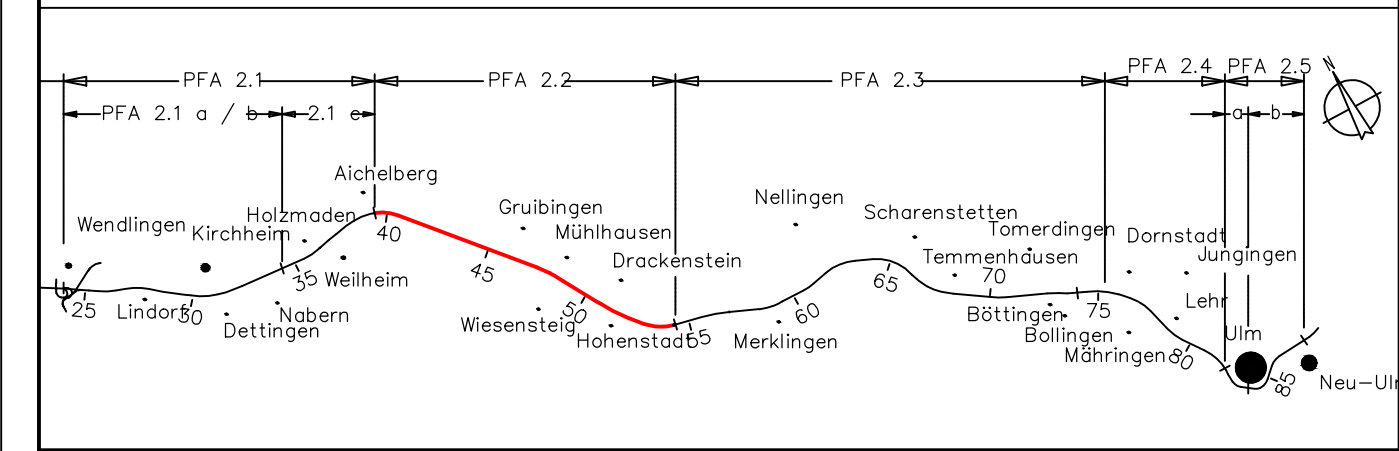 PFA 2.1
PFA 2.2
PFA 2.3
PFA 2.4
PFA 2.5
N
PFA 2.1 a / b
2.1 c
a
b
Aichelberg
Wendlingen
Holzmaden
Kirchheim
40
35
Weilheim
25
Lindorf
30
Nabern
Dettingen
Gruibingen
Mühlhausen
Drackenstein
45
50
Wiesensteig
Hohenstadt
55
Nellingen
Scharenstetten
Tomerdingen
Temmenhausen
65
70
60
Merklingen
Böttingen
Bollingen
Mähringen
75
Dornstadt
Jungingen
Lehr
80
Ulm
85
Neu-Ul